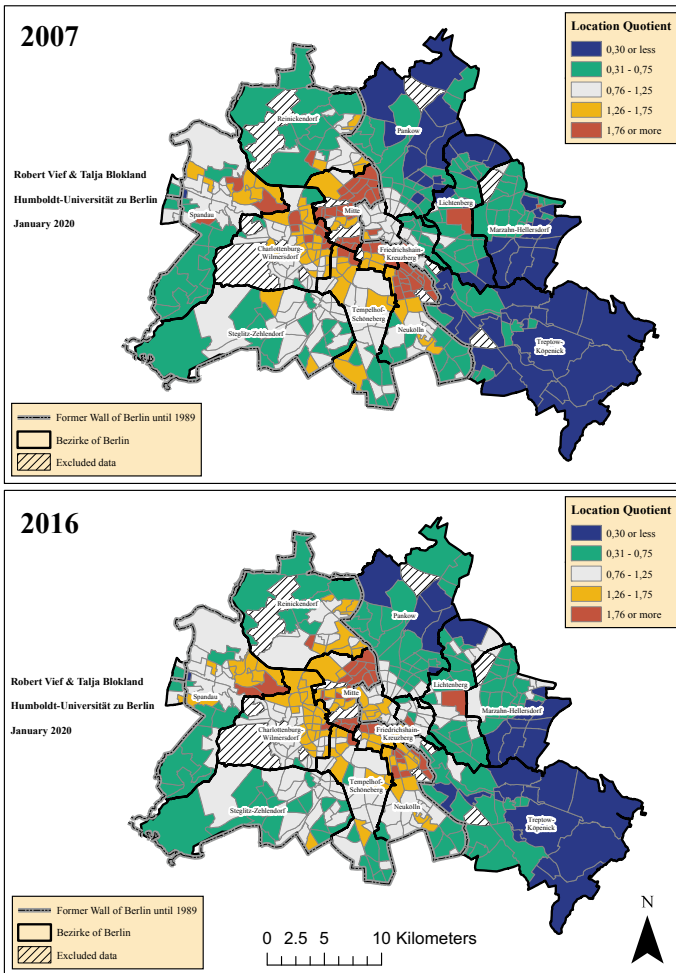 2007
Location Quotient
0,30 or less
0,31 - 0,75
0,76 - 1,25
1,26 - 1,75
1,76 or more
Reinickendorf
Pankow
Robert Vief & Talja Blokland
Humboldt-Universität zu Berlin
January 2020
Spandau
Mitte
Lichtenberg
Marzahn-Hellersdorf
Charlottenburg-
Wilmersdorf
Friedrichshain-
Kreuzberg
Tempelhof-
Schöneberg
Steglitz-Zehlendorf
Neukölln
Treptow-
Köpenick
Former Wall of Berlin until 1989
Bezirke of Berlin
Excluded data
2016
Location Quotient
0,30 or less
0,31 - 0,75
0,76 - 1,25
1,26 - 1,75
1,76 or more
Reinickendorf
Pankow
Robert Vief & Talja Blokland
Humboldt-Universität zu Berlin
January 2020
Spandau
Mitte
Lichtenberg
Marzahn-Hellersdorf
Charlottenburg-
Wilmersdorf
Friedrichshain-
Kreuzberg
Tempelhof-
Schöneberg
Steglitz-Zehlendorf
Neukölln
Treptow-
Köpenick
Former Wall of Berlin until 1989
Bezirke of Berlin
Excluded data
0 2.5 5 10 Kilometers
N